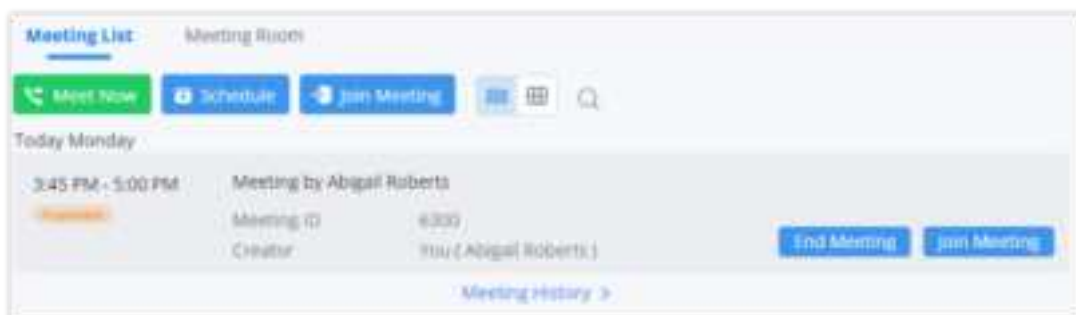 Meeting List Meeting Room
Meet Now Schedule Join Meeting
Today Monday
3:45 PM - 5:00 PM Meeting by Abigail Roberts
Meeting ID 6300
Creator You ( Abigail Roberts )
End Meeting Join Meeting
Meeting History >